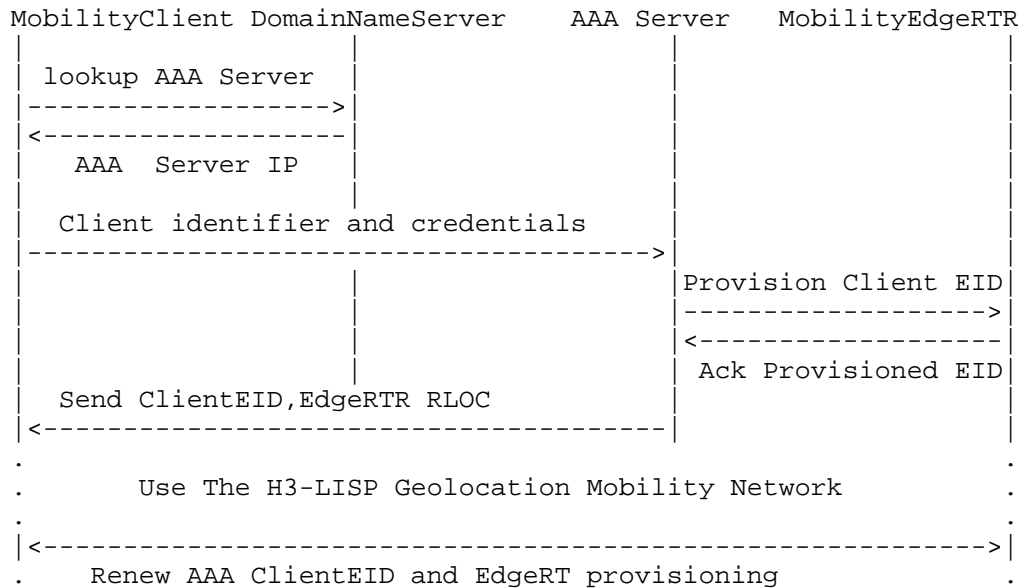 MobilityClient DomainNameServer AAA Server MobilityEdgeRTR
lookup AAA Server
AAA Server IP
Client identifier and credentials
Provision Client EID
Ack Provisioned EID
Send ClientEID,EdgeRTR RLOC
Use The H3-LISP Geolocation Mobility Network
Renew AAA ClientEID and EdgeRT provisioning